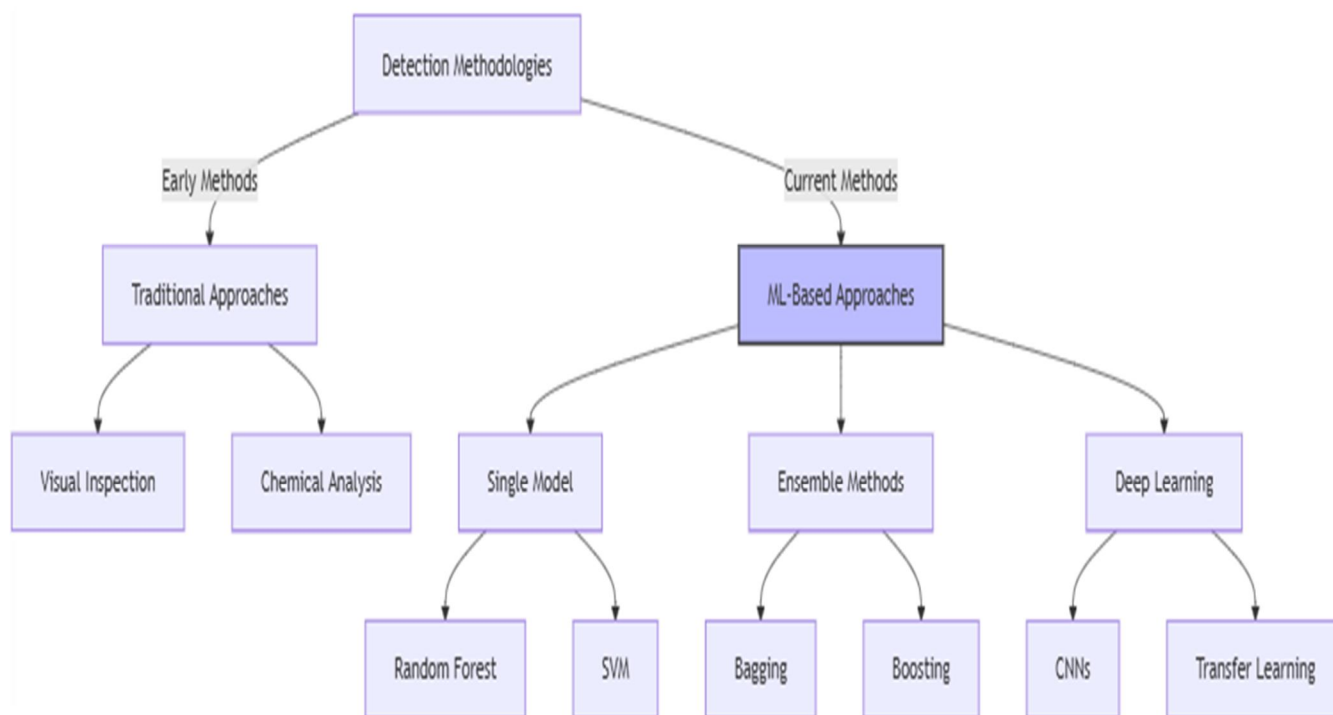 Detection Methodologies
Early Methods
Current Methods
Traditional Approaches
ML-Based Approaches
Visual Inspection
Chemical Analysis
Single Model
Ensemble Methods
Deep Learning
Random Forest
SVM
Bagging
Boosting
CNNs
Transfer Learning